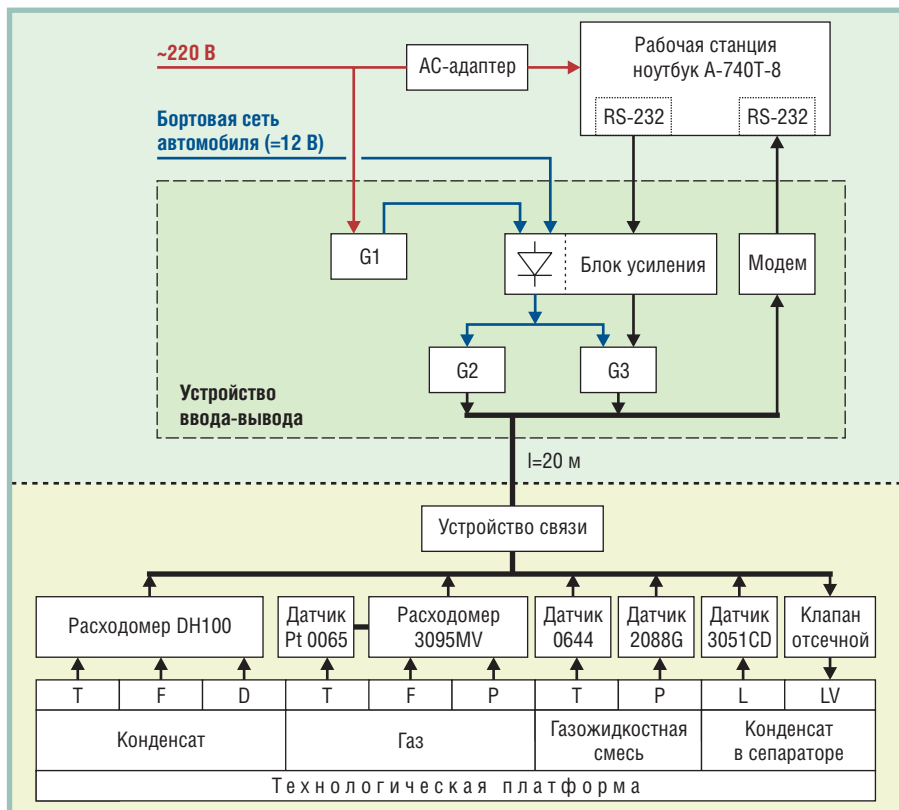 ~220 В
АС-адаптер
Рабочая станция
ноутбук А-740Т-8
RS-232
RS-232
Бортовая сеть
автомобиля (=12 В)
G1
Блок усиления
Модем
G2
G3
Устройство
ввода-вывода
l=20 м
Устройство связи
Расходомер DH100
Датчик
Pt 0065
Расходомер
3095MV
Датчик
0644
Датчик
2088G
Датчик
3051CD
Клапан
отсечной
T
F
D
T
F
P
T
P
L
LV
Конденсат
Газ
Газожидкостная
смесь
Конденсат
в сепараторе
Технологическая платформа